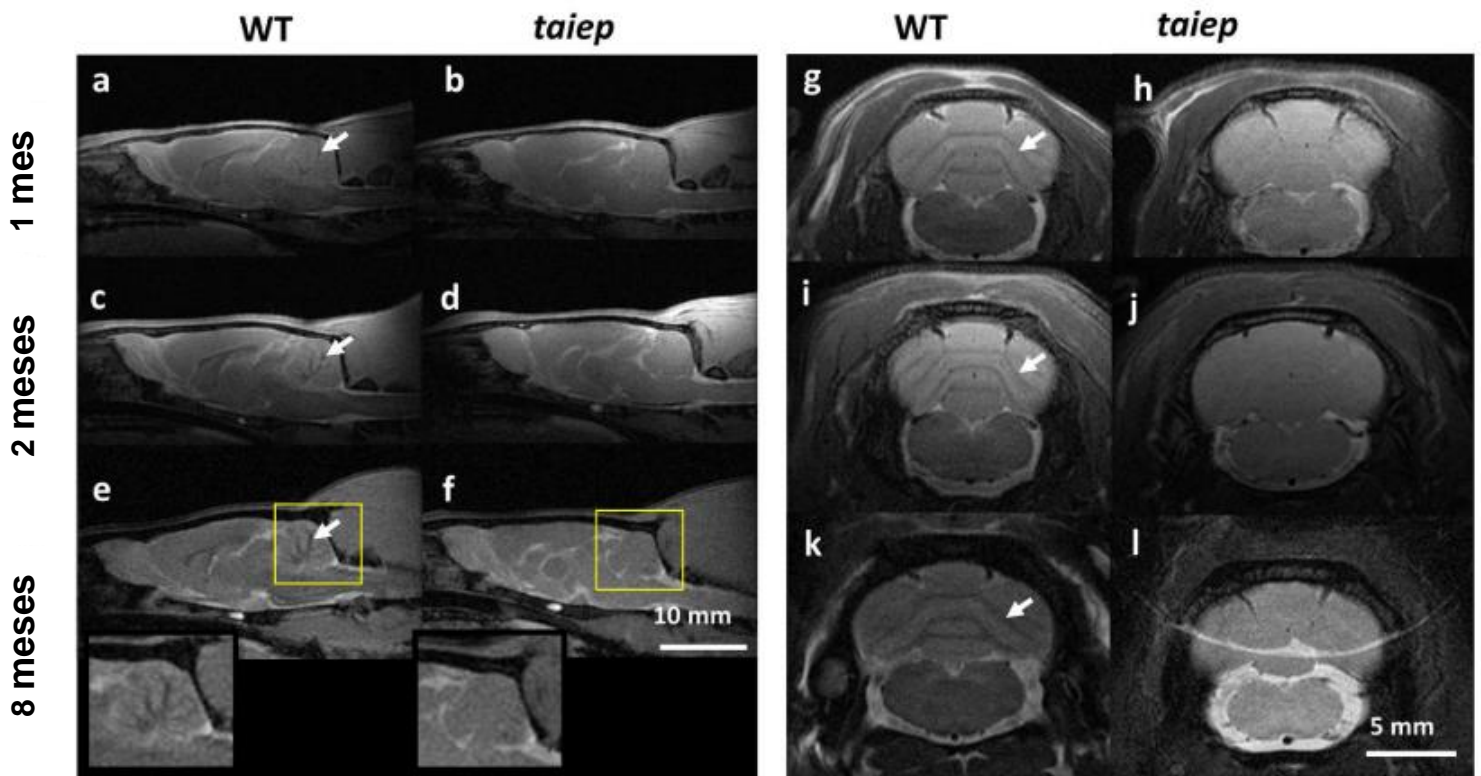 WT taiep WT taiep
1 mes
a b g h
2 meses
c d i j
8 meses
e f k l
10 mm
5 mm